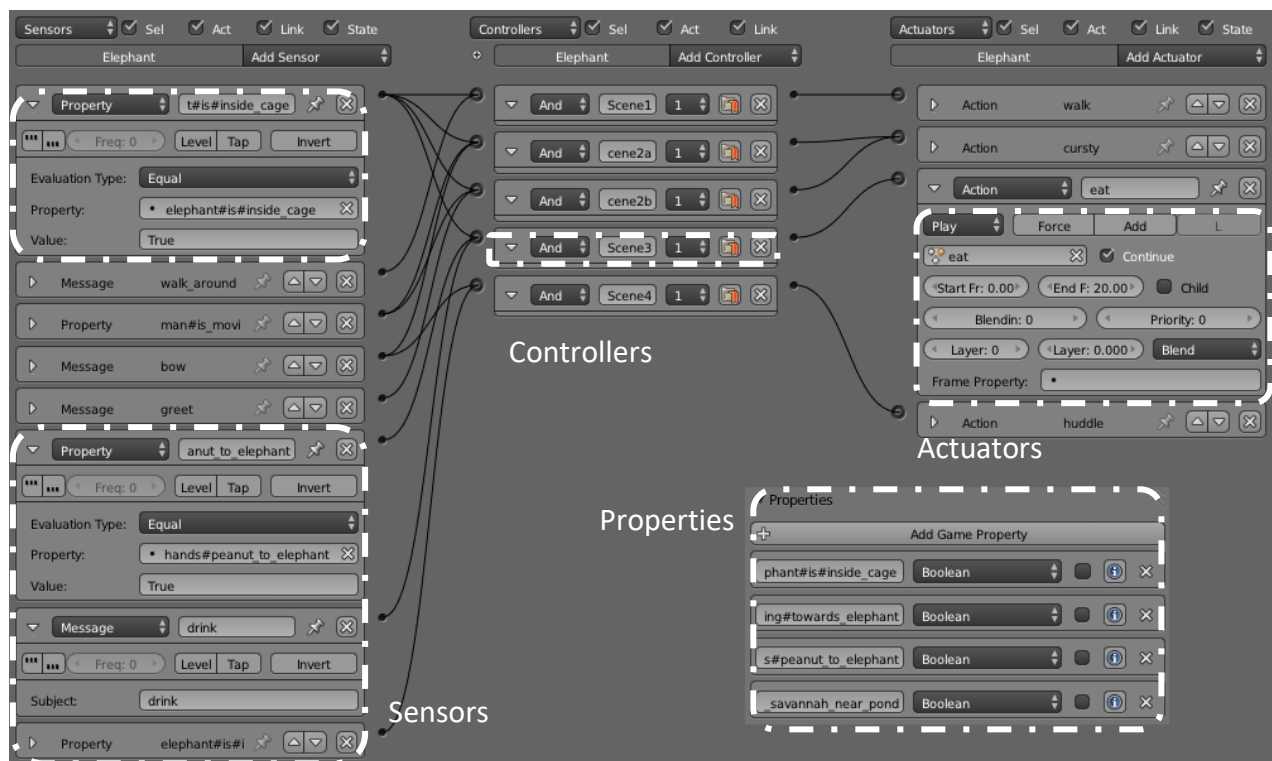 Sensors Sel Act Link State
Elephant Add Sensor
Property t#is#inside_cage
Freq: 0 Level Tap Invert
Evaluation Type: Equal
Property: elephant#is#inside_cage
Value: True
Message walk_around
Property man#is_movi
Message bow
Message greet
Property anut_to_elephant
Freq: 0 Level Tap Invert
Evaluation Type: Equal
Property: hands#peanut_to_elephant
Value: True
Message drink
Freq: 0 Level Tap Invert
Subject: drink
Property elephant#is#i
Sensors
Controllers Sel Act Link
Elephant Add Controller
And Scene1 1
And cene2a 1
And cene2b 1
And Scene3 1
And Scene4 1
Controllers
Actuators Sel Act Link State
Elephant Add Actuator
Action walk
Action cursty
Action eat
Play Force Add L
eat Continue
Start Fr: 0.00 End F: 20.00 Child
Blendin: 0 Priority: 0
Layer: 0 Layer: 0.000 Blend
Frame Property:
Action huddle
Actuators
Properties
Properties
Add Game Property
phant#is#inside_cage Boolean
ing#towards_elephant Boolean
s#peanut_to_elephant Boolean
_savannah_near_pond Boolean